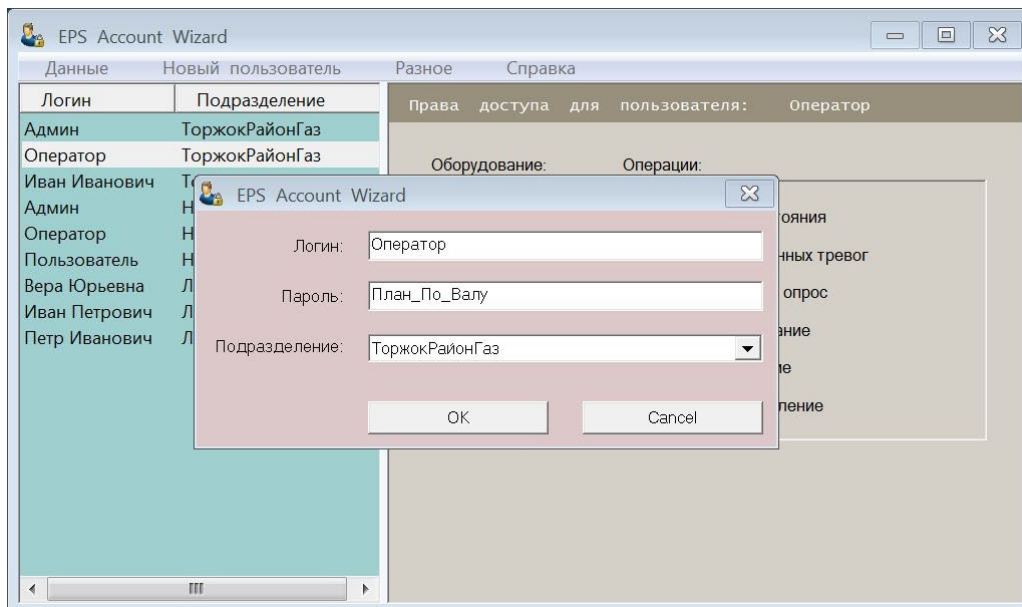 EPS Account Wizard
Данные Новый пользователь Разное Справка
Логин Подразделение
Права доступа для пользователя: Оператор
Админ ТоржокРайонГаз
Оператор ТоржокРайонГаз
Оборудование: Операции:
Иван Иванович
Админ
Оператор
Пользователь
Вера Юрьевна
Иван Петрович
Петр Иванович
EPS Account Wizard
Логин: Оператор
Пароль: План_По_Валу
Подразделение: ТоржокРайонГаз
OK Cancel
тревог
опрос